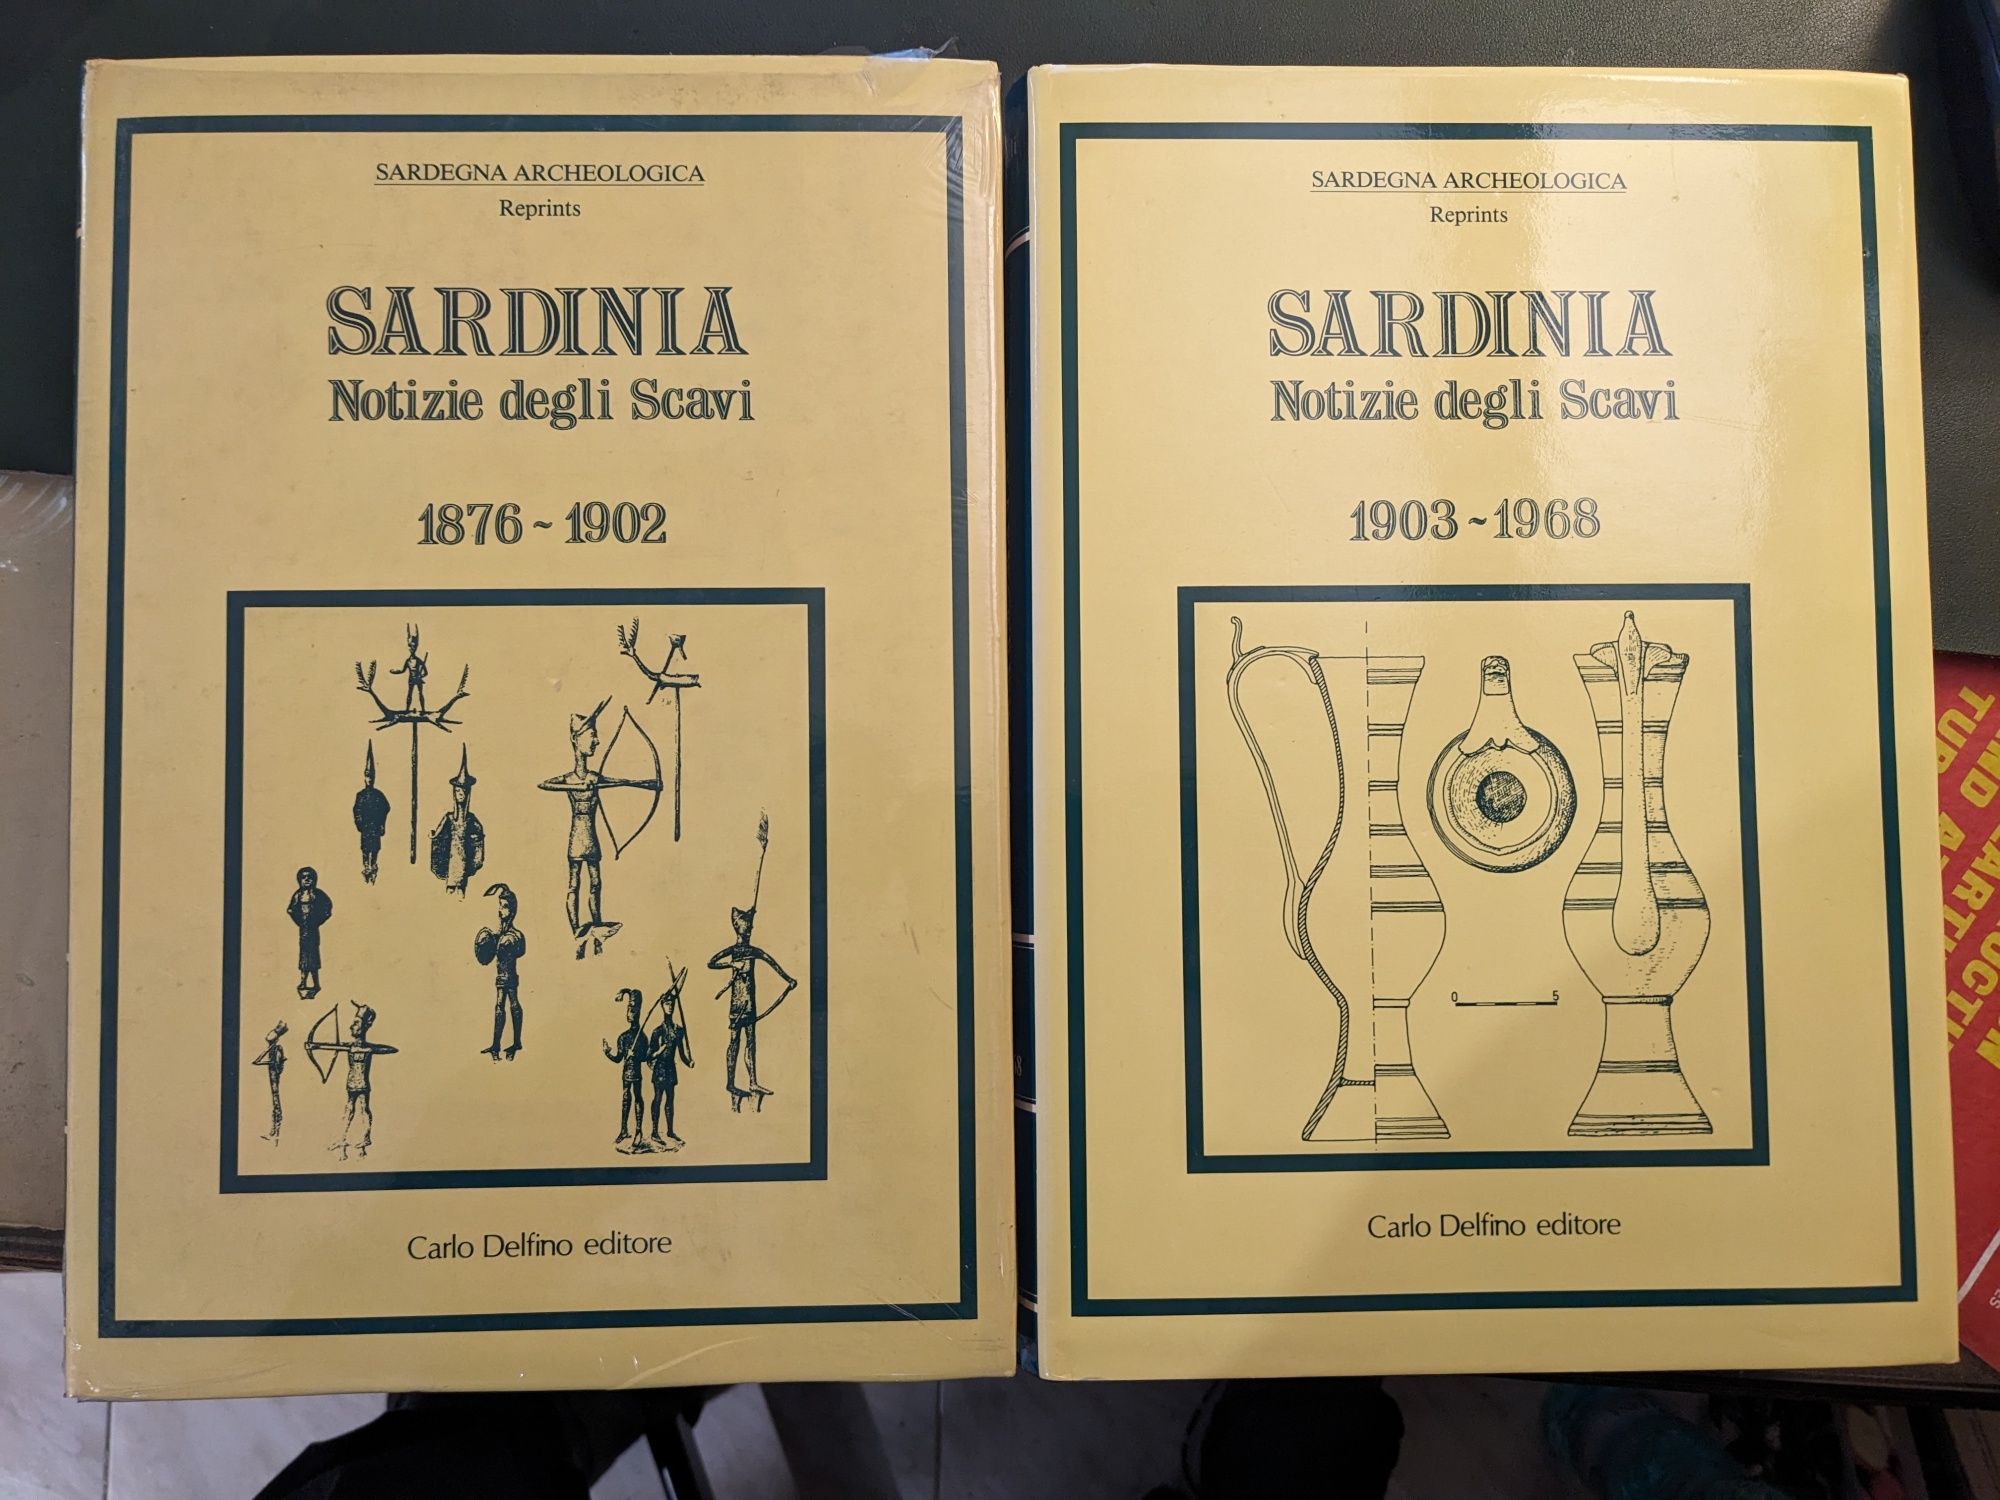 SARDEGNA ARCHEOLOGICA
Reprints
SARDINIA
Notizie degli Scavi
1876 ~ 1902
Carlo Delfino editore
SARDEGNA ARCHEOLOGICA
Reprints
SARDINIA
Notizie degli Scavi
1903 ~ 1968
0 5
Carlo Delfino editore